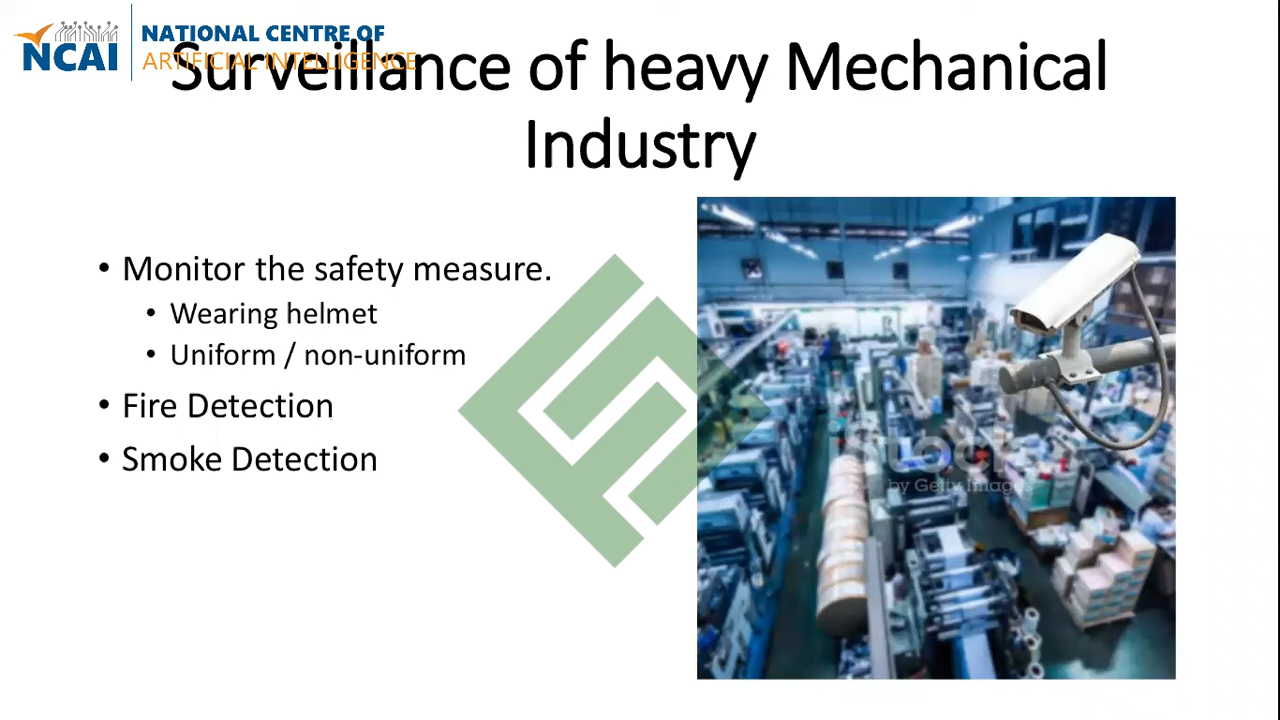 NCAI
NATIONAL CENTRE OF
ARTIFICIAL INTELLIGENCE
Surveillance of heavy Mechanical
Industry
• Monitor the safety measure.
• Wearing helmet
• Uniform / non-uniform
• Fire Detection
• Smoke Detection
iStock
by Getty Images